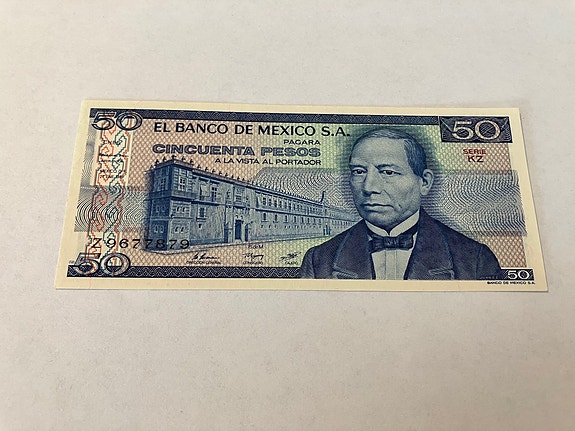 50
EL BANCO DE MEXICO S.A.
50
PAGARA
CINCUENTA PESOS
A LA VISTA AL PORTADOR
SERIE
KZ
Z9677879
50
50
BANCO DE MEXICO S.A.